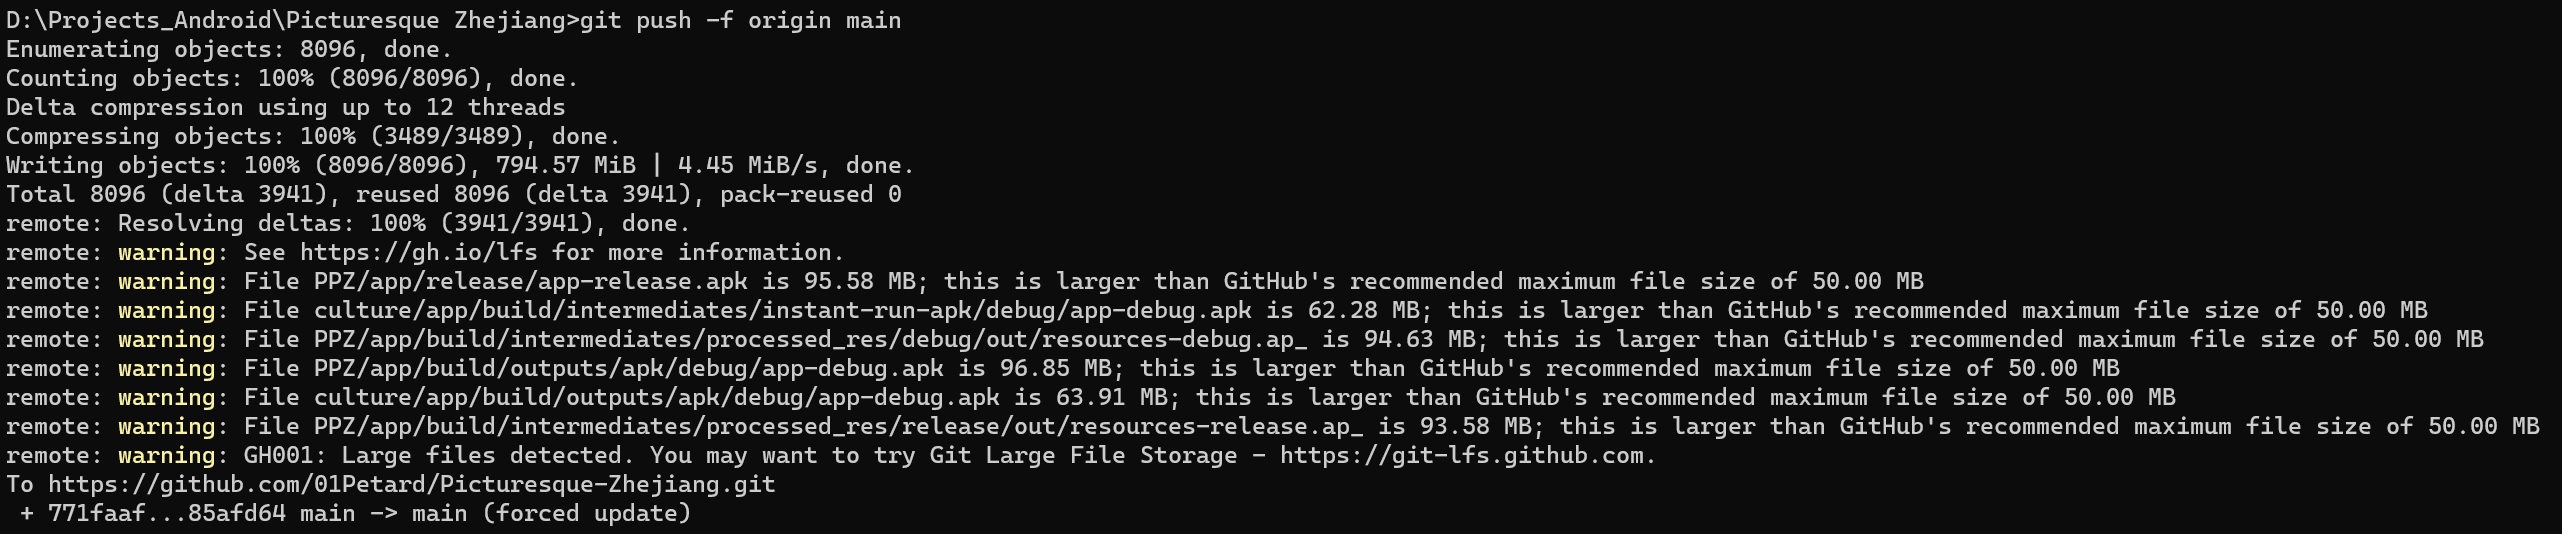 D:\Projects_Android\Picturesque Zhejiang>git push -f origin main
Enumerating objects: 8096, done.
Counting objects: 100% (8096/8096), done.
Delta compression using up to 12 threads
Compressing objects: 100% (3489/3489), done.
Writing objects: 100% (8096/8096), 794.57 MiB | 4.45 MiB/s, done.
Total 8096 (delta 3941), reused 8096 (delta 3941), pack-reused 0
remote: Resolving deltas: 100% (3941/3941), done.
remote: warning: See https://gh.io/lfs for more information.
remote: warning: File PPZ/app/release/app-release.apk is 95.58 MB; this is larger than GitHub's recommended maximum file size of 50.00 MB
remote: warning: File culture/app/build/intermediates/instant-run-apk/debug/app-debug.apk is 62.28 MB; this is larger than GitHub's recommended maximum file size of 50.00 MB
remote: warning: File PPZ/app/build/intermediates/processed_res/debug/out/resources-debug.ap_ is 94.63 MB; this is larger than GitHub's recommended maximum file size of 50.00 MB
remote: warning: File PPZ/app/build/outputs/apk/debug/app-debug.apk is 96.85 MB; this is larger than GitHub's recommended maximum file size of 50.00 MB
remote: warning: File culture/app/build/outputs/apk/debug/app-debug.apk is 63.91 MB; this is larger than GitHub's recommended maximum file size of 50.00 MB
remote: warning: File PPZ/app/build/intermediates/processed_res/release/out/resources-release.ap_ is 93.58 MB; this is larger than GitHub's recommended maximum file size of 50.00 MB
remote: warning: GH001: Large files detected. You may want to try Git Large File Storage - https://git-lfs.github.com.
To https://github.com/01Petard/Picturesque-Zhejiang.git
 + 771faaf...85afd64 main -> main (forced update)